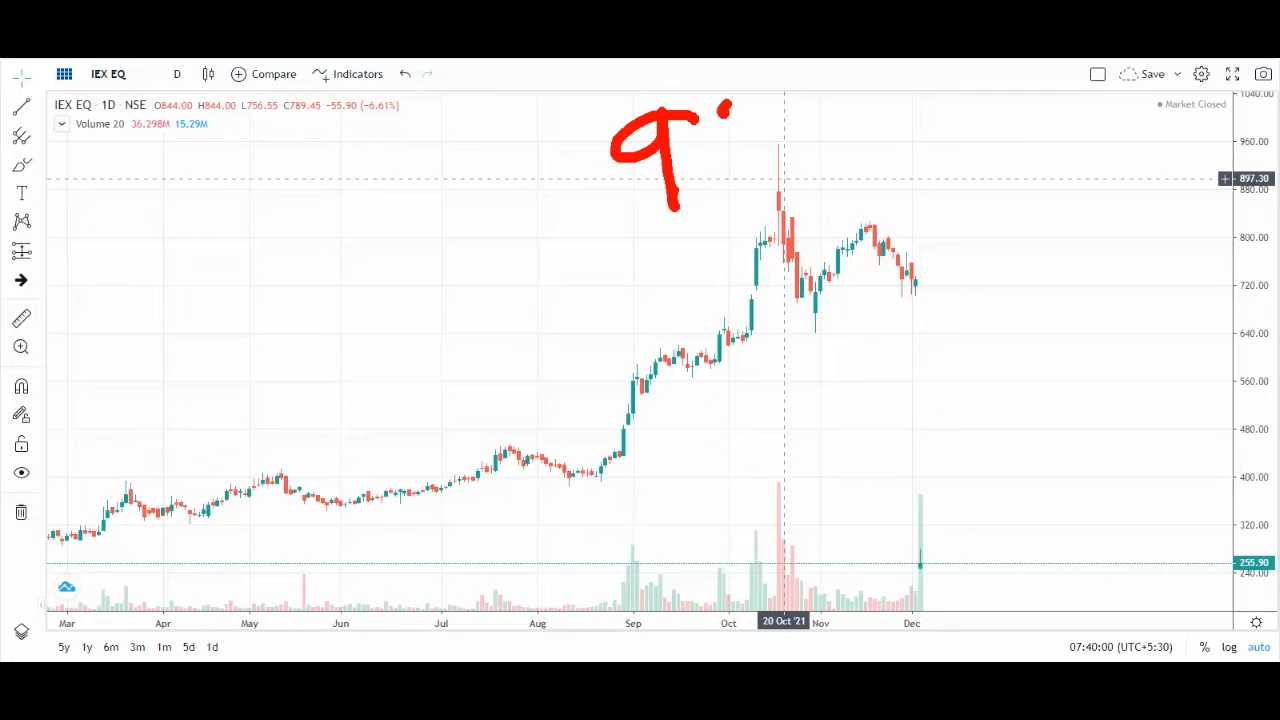 IEX EQ D Compare Indicators Save
IEX EQ · 1D · NSE O844.00 H844.00 L756.55 C789.45 -55.90 (-6.61%)
Market Closed
Volume 20 36.298M 15.29M
T
9
1040.00
960.00
897.30
880.00
800.00
720.00
640.00
560.00
480.00
400.00
320.00
255.90
240.00
Mar Apr May Jun Jul Aug Sep Oct 20 Oct '21 Nov Dec
5y 1y 6m 3m 1m 5d 1d 07:40:00 (UTC+5:30) % log auto